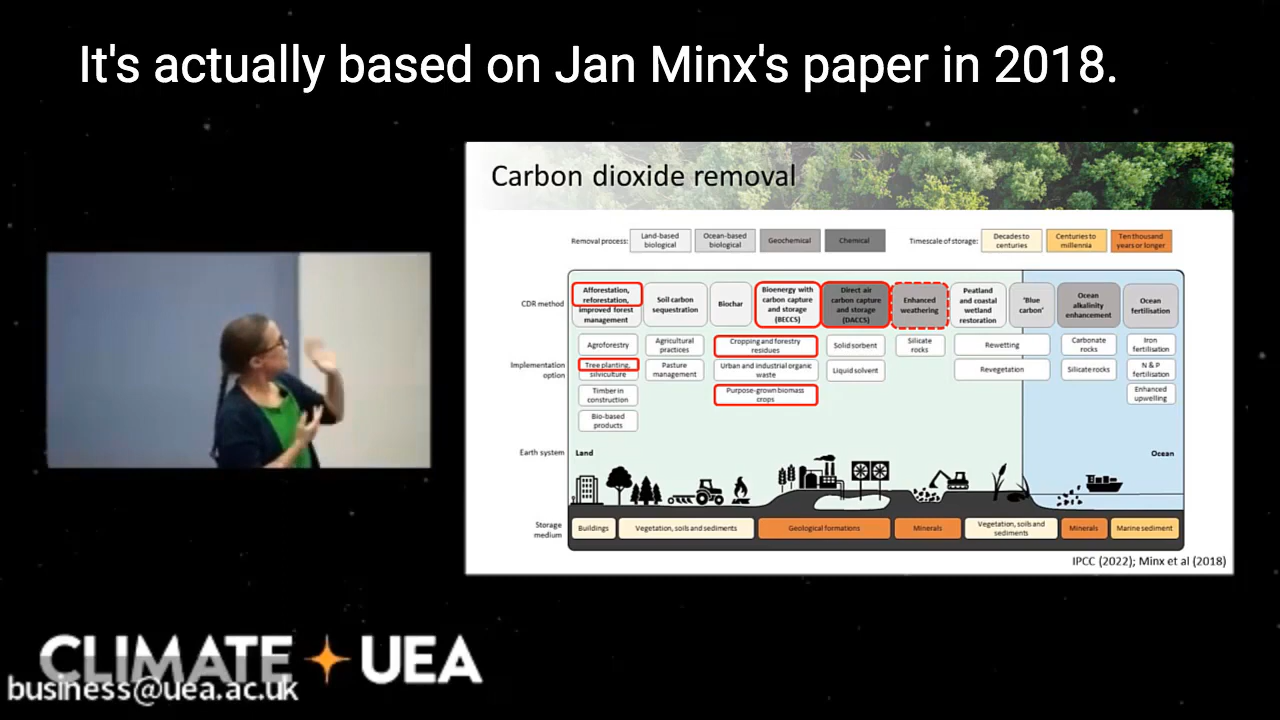 It's actually based on Jan Minx's paper in 2018.
Carbon dioxide removal
Removal process:
Land-based
biological
Ocean-based
biological
Geochemical
Chemical
Timescale of storage:
Decades to
centuries
Centuries to
millennia
Ten thousand
years or longer
CDR method
Afforestation,
reforestation,
improved forest
management
Soil carbon
sequestration
Biochar
Bioenergy with
carbon capture
and storage
(BECCS)
Direct air
carbon capture
and storage
(DACCS)
Enhanced
weathering
Peatland
and coastal
wetland
restoration
'Blue
carbon'
Ocean
alkalinity
enhancement
Ocean
fertilisation
Implementation
option
Agroforestry
Tree planting,
silviculture
Timber in
construction
Bio-based
products
Agricultural
practices
Pasture
management
Cropping and forestry
residues
Urban and industrial organic
waste
Purpose-grown biomass
crops
Solid sorbent
Liquid solvent
Silicate
rocks
Rewetting
Revegetation
Carbonate
rocks
Silicate rocks
Iron
fertilisation
N & P
fertilisation
Enhanced
upwelling
Earth system
Land
Ocean
Storage
medium
Buildings
Vegetation, soils and sediments
Geological formations
Minerals
Vegetation, soils and
sediments
Minerals
Marine sediment
IPCC (2022); Minx et al (2018)
CLIMATE UEA
business@uea.ac.uk